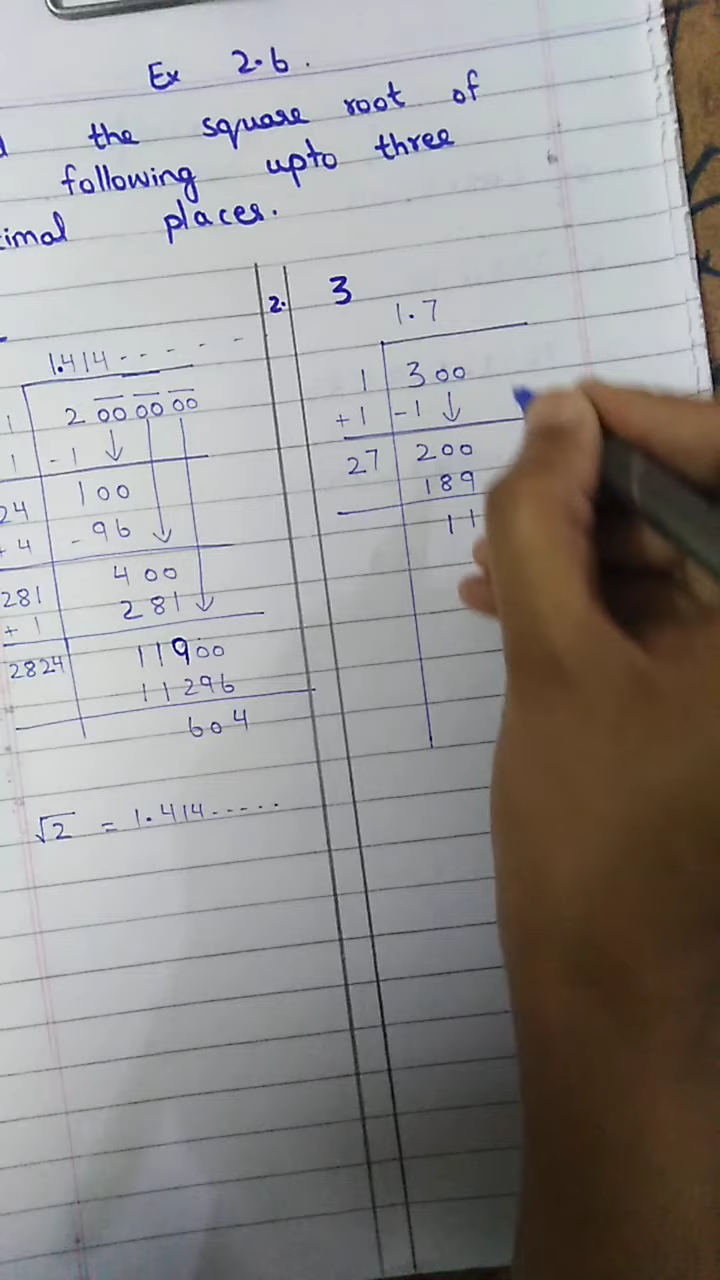 Ex 2.6.
the square root of
following upto three
places.
1.414 - - - - -
1 2 00 00 00
1 - 1
24 100
+ 4 - 96
281 400
+ 1 281
2824 11900
11296
604
√2 = 1.414 - - - - -
2. 3
1.7
1 300
+ 1 - 1
27 200
189
11